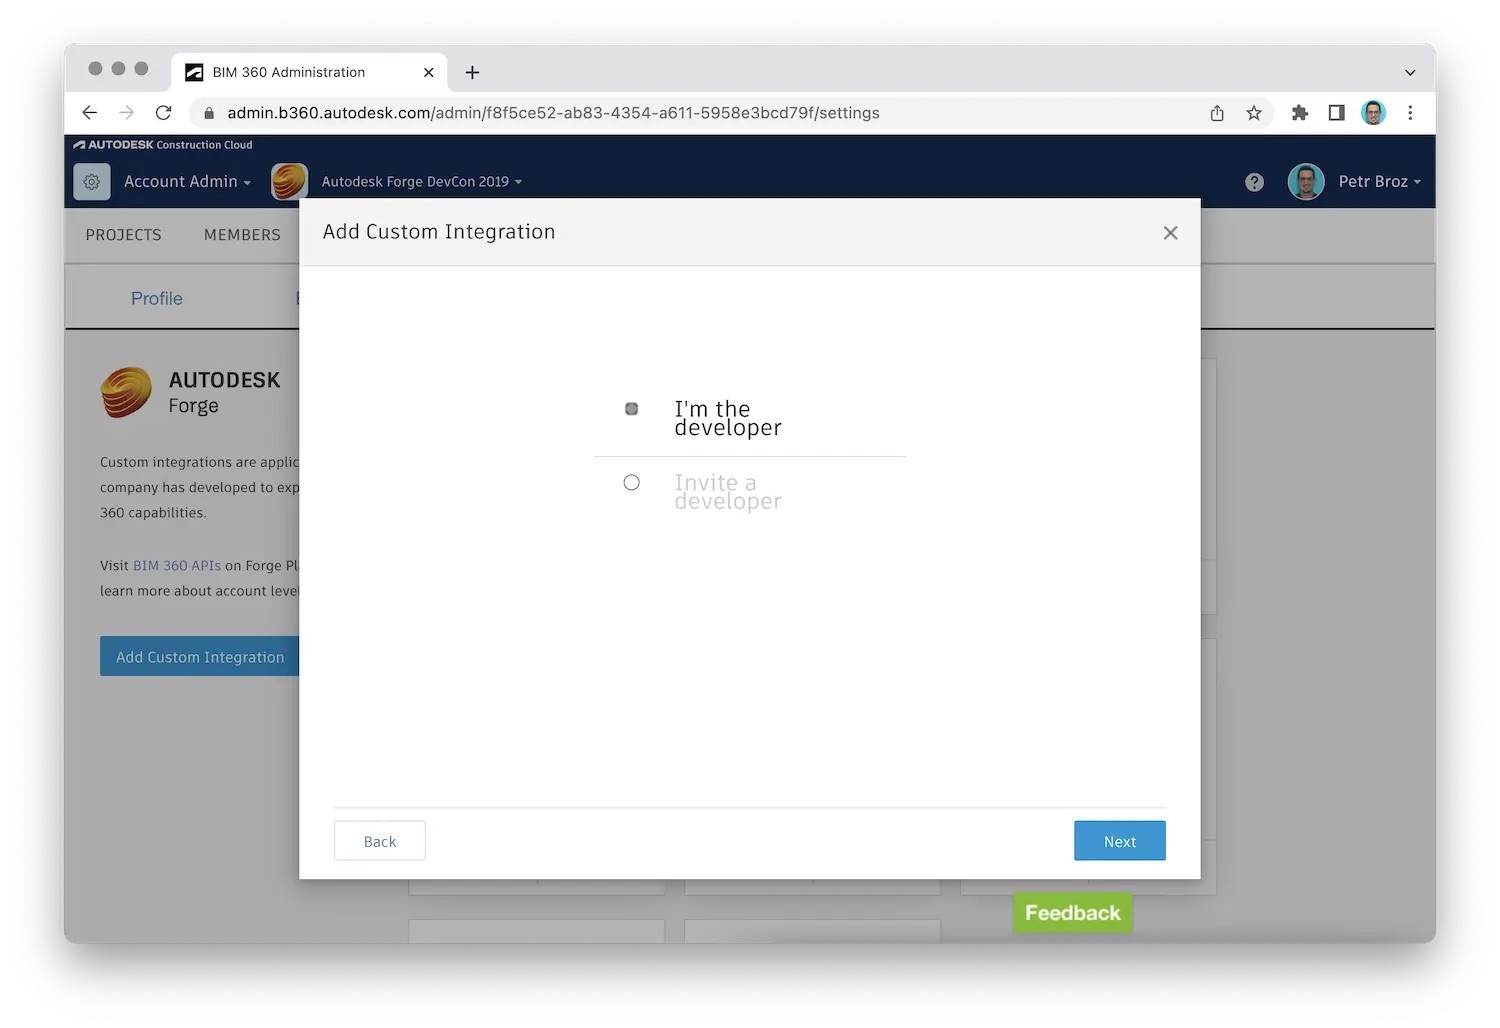 BIM 360 Administration
admin.b360.autodesk.com/admin/f8f5ce52-ab83-4354-a611-5958e3bcd79f/settings
AUTODESK Construction Cloud
Account Admin
Autodesk Forge DevCon 2019
Petr Broz
PROJECTS
MEMBERS
Add Custom Integration
Profile
AUTODESK
Forge
Custom integrations are applic
company has developed to exp
360 capabilities.
Visit BIM 360 APIs on Forge Pl
learn more about account leve
Add Custom Integration
I'm the
developer
Invite a
developer
Back
Next
Feedback